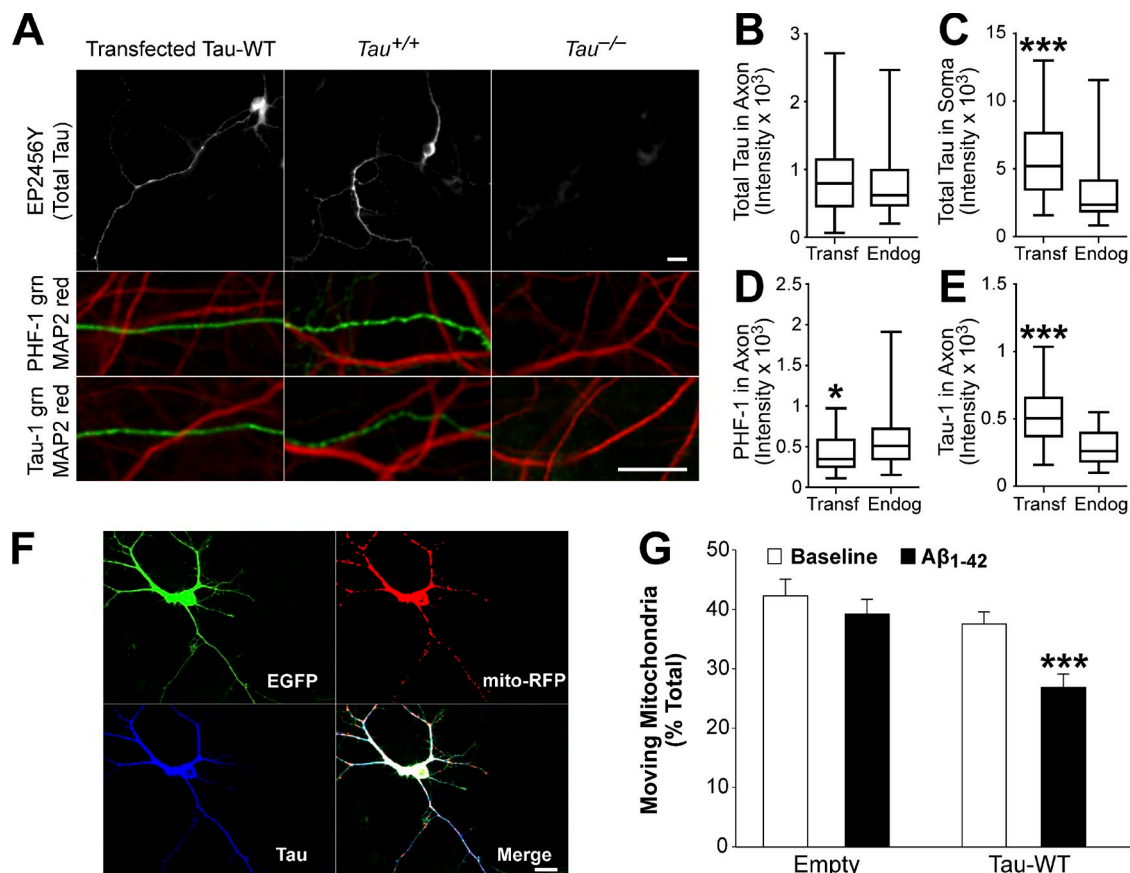 A
Transfected Tau-WT
Tau+/+
Tau−/−
EP2456Y
(Total Tau)
PHF-1 grn
MAP2 red
Tau-1 grn
MAP2 red
B
Total Tau in Axon
(Intensity x 10³)
3
2
1
0
Transf Endog
C
Total Tau in Soma
(Intensity x 10³)
15
10
5
0
***
Transf Endog
D
PHF-1 in Axon
(Intensity x 10³)
2
1.5
1
0.5
0
*
Transf Endog
E
Tau-1 in Axon
(Intensity x 10³)
1.5
1
0.5
0
***
Transf Endog
F
EGFP
mito-RFP
Tau
Merge
G
Moving Mitochondria
(% Total)
50
40
30
20
10
0
Baseline
Aβ1-42
***
Empty
Tau-WT